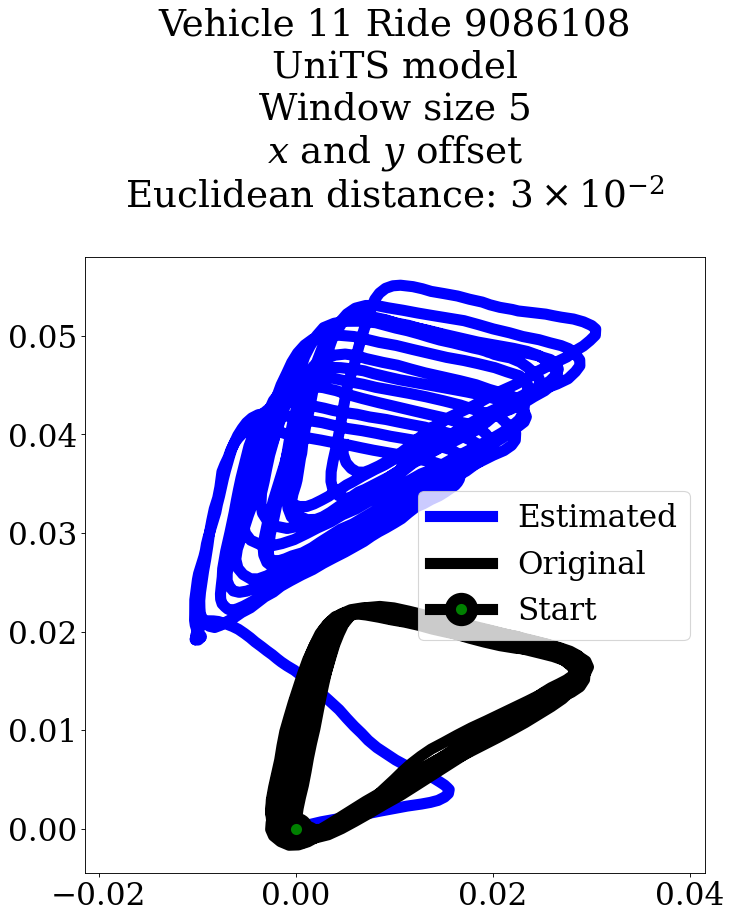 Vehicle 11 Ride 9086108
UniTS model
Window size 5
x and y offset
Euclidean distance: 3 × 10⁻²
0.05
0.04
0.03
0.02
0.01
0.00
Estimated
Original
Start
−0.02 0.00 0.02 0.04